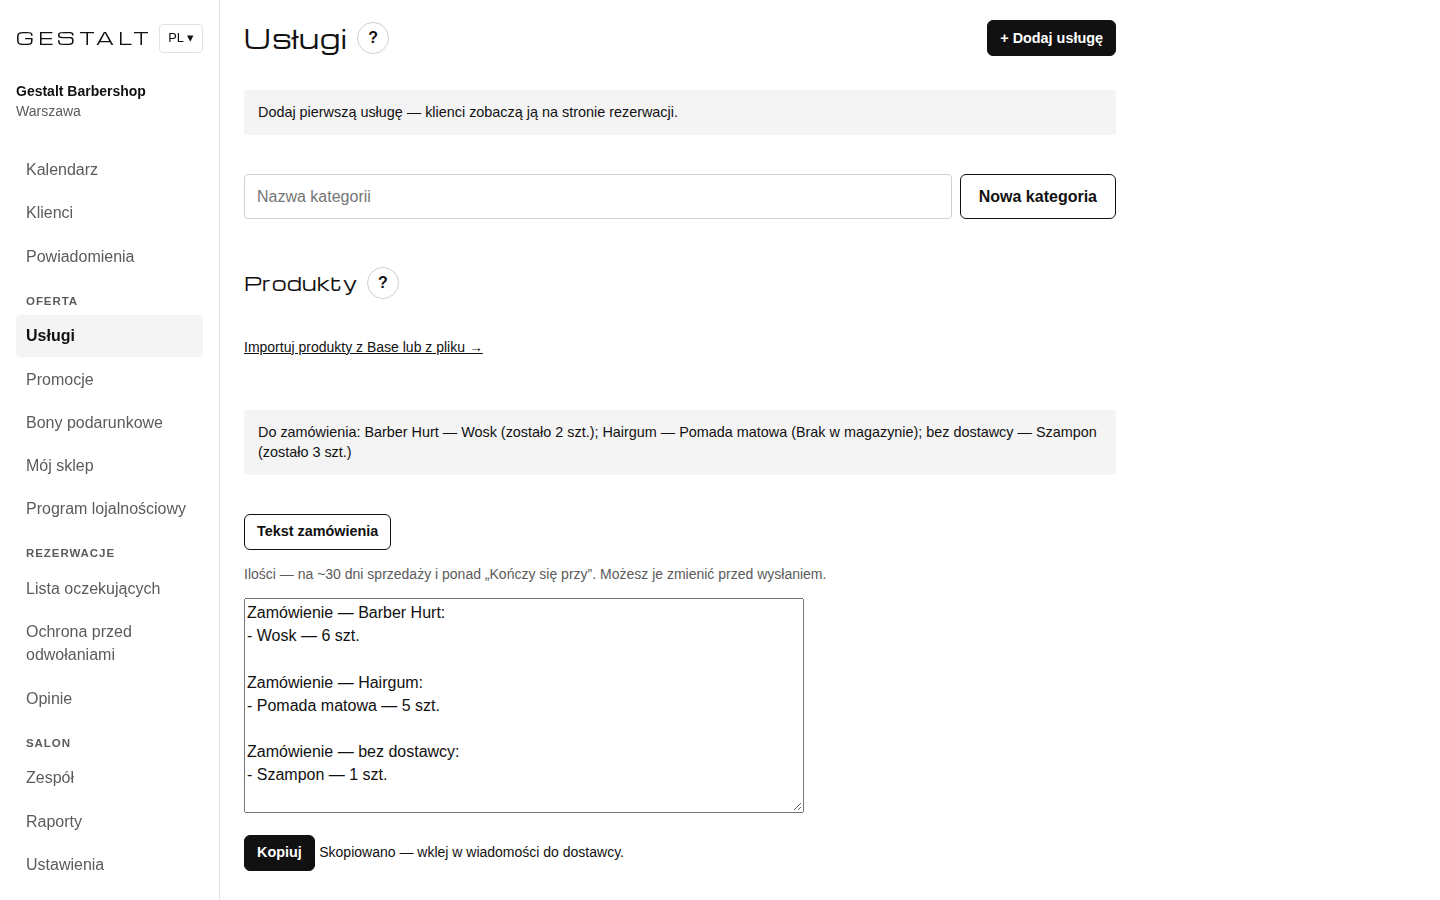 GESTALT
PL ▾
Gestalt Barbershop
Warszawa
Kalendarz
Klienci
Powiadomienia
OFERTA
Usługi
Promocje
Bony podarunkowe
Mój sklep
Program lojalnościowy
REZERWACJE
Lista oczekujących
Ochrona przed
odwołaniami
Opinie
SALON
Zespół
Raporty
Ustawienia
Usługi ?
+ Dodaj usługę
Dodaj pierwszą usługę — klienci zobaczą ją na stronie rezerwacji.
Nazwa kategorii
Nowa kategoria
Produkty ?
Importuj produkty z Base lub z pliku →
Do zamówienia: Barber Hurt — Wosk (zostało 2 szt.); Hairgum — Pomada matowa (Brak w magazynie); bez dostawcy — Szampon
(zostało 3 szt.)
Tekst zamówienia
Ilości — na ~30 dni sprzedaży i ponad „Kończy się przy”. Możesz je zmienić przed wysłaniem.
Zamówienie — Barber Hurt:
- Wosk — 6 szt.
Zamówienie — Hairgum:
- Pomada matowa — 5 szt.
Zamówienie — bez dostawcy:
- Szampon — 1 szt.
Kopiuj
Skopiowano — wklej w wiadomości do dostawcy.